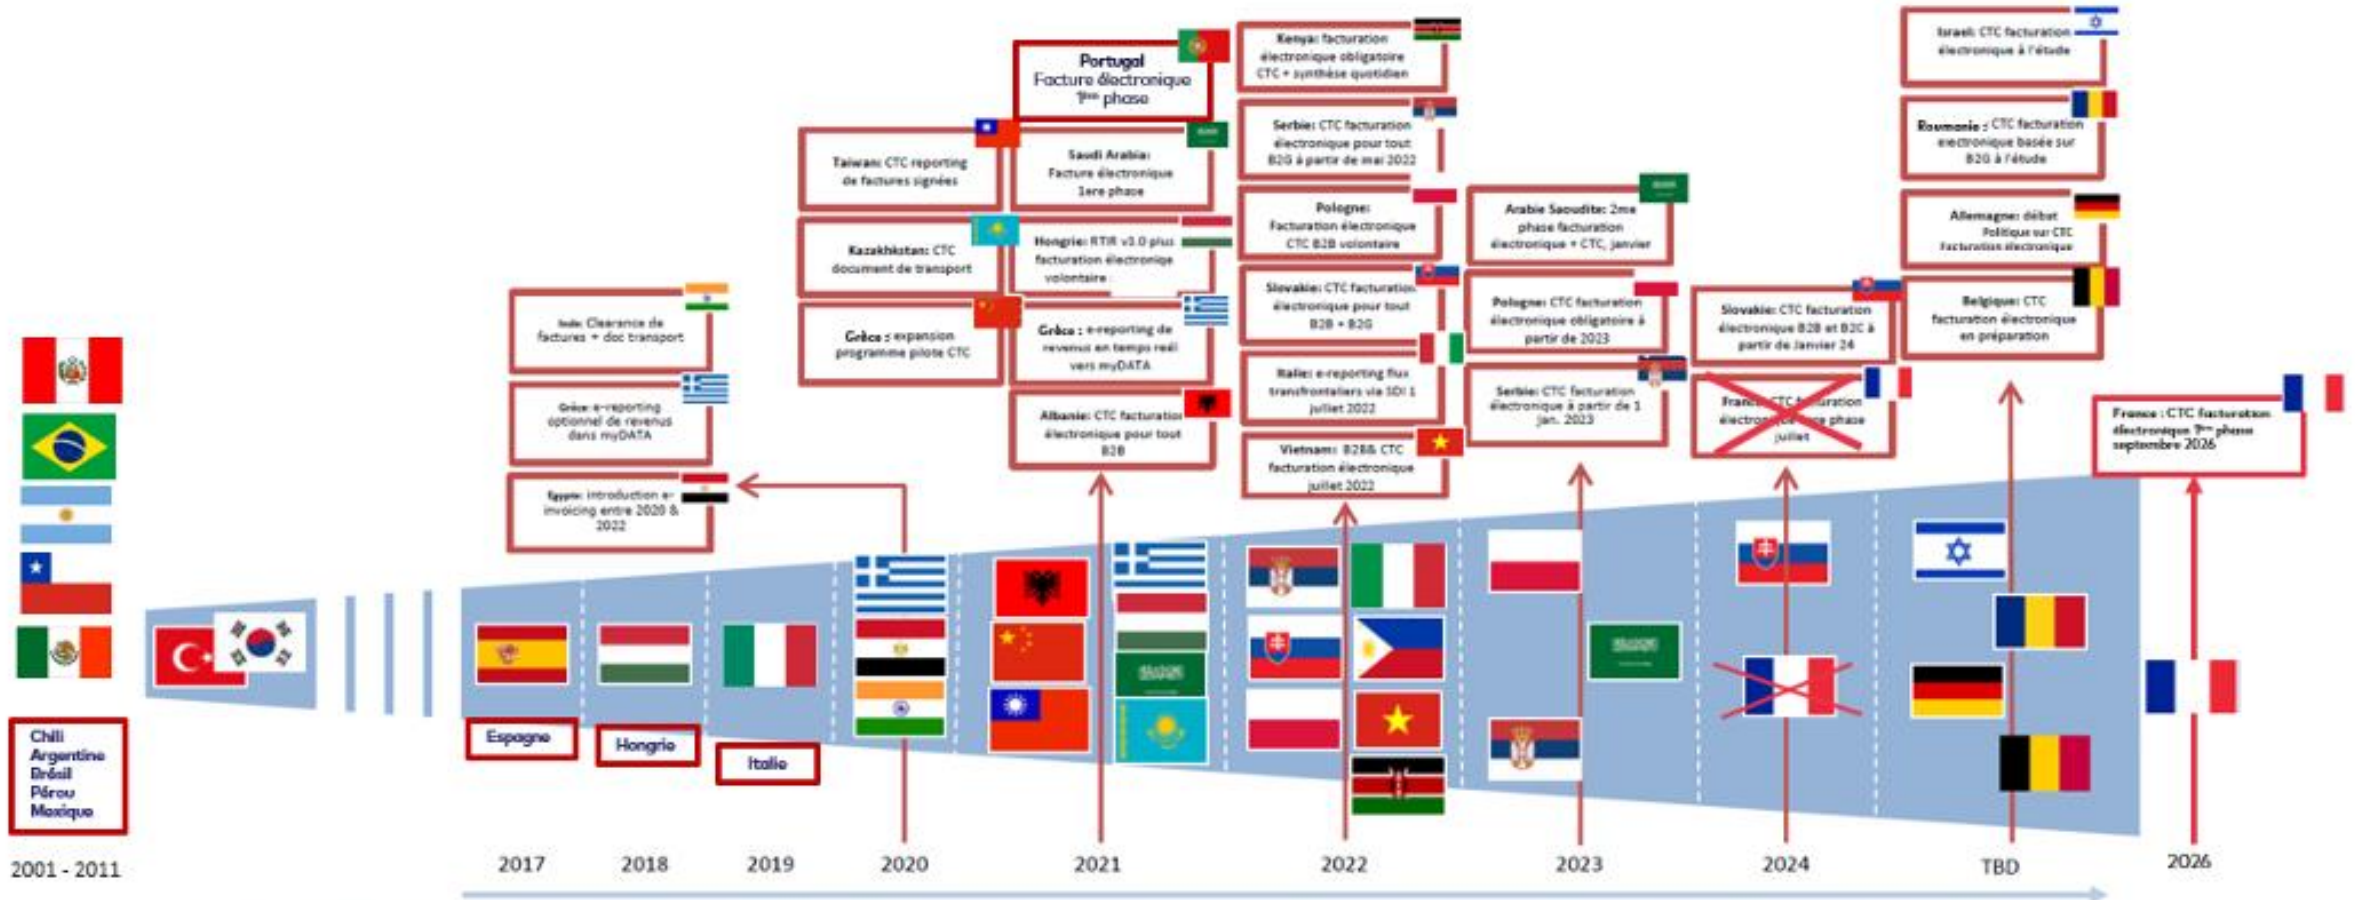 Portugal
Facture électronique
1ère phase
Kenya: facturation
électronique obligatoire
CTC + synthèse quotidien
Israel: CTC facturation
électronique à l'étude
Taiwan: CTC reporting
de factures signées
Saudi Arabia:
Facture électronique
1ere phase
Serbie: CTC facturation
électronique pour tout
B2G à partir de mai 2022
Roumanie : CTC facturation
electronique basée sur
B2G à l'étude
Kazakhkstan: CTC
document de transport
Hongrie: RTIR v3.0 plus
facturation électroniqe
volontaire
Pologne:
Facturation électronique
CTC B2B volontaire
Arabie Saoudite: 2me
phase facturation
électronique + CTC, janvier
Allemagne: débat
Politique sur CTC
Facturation électronique
Inde: Clearance de
factures + doc transport
Grèce : expansion
programme pilote CTC
Grèce : e-reporting de
revenus en temps reél
vers myDATA
Slovakie: CTC facturation
électronique pour tout
B2B + B2G
Pologne: CTC facturation
électronique obligatoire à
partir de 2023
Slovakie: CTC facturation
électronique B2B et B2C à
partir de Janvier 24
Belgique: CTC
facturation électronique
en préparation
Grèce: e-reporting
optionnel de revenus
dans myDATA
Albanie: CTC facturation
électronique pour tout
B2B
Italie: e-reporting flux
transfrontaliers via SDI 1
juillet 2022
Serbie: CTC facturation
électronique à partir de 1
jan. 2023
France: CTC facturation
phase
juillet
France : CTC facturation
électronique 1ère phase
septembre 2026
Egypte: introduction e-
invoicing entre 2020 &
2022
Vietnam: B2B& CTC
facturation électronique
juillet 2022
Chili
Argentine
Brésil
Pérou
Mexique
Espagne
Hongrie
Italie
2001 - 2011
2017
2018
2019
2020
2021
2022
2023
2024
TBD
2026